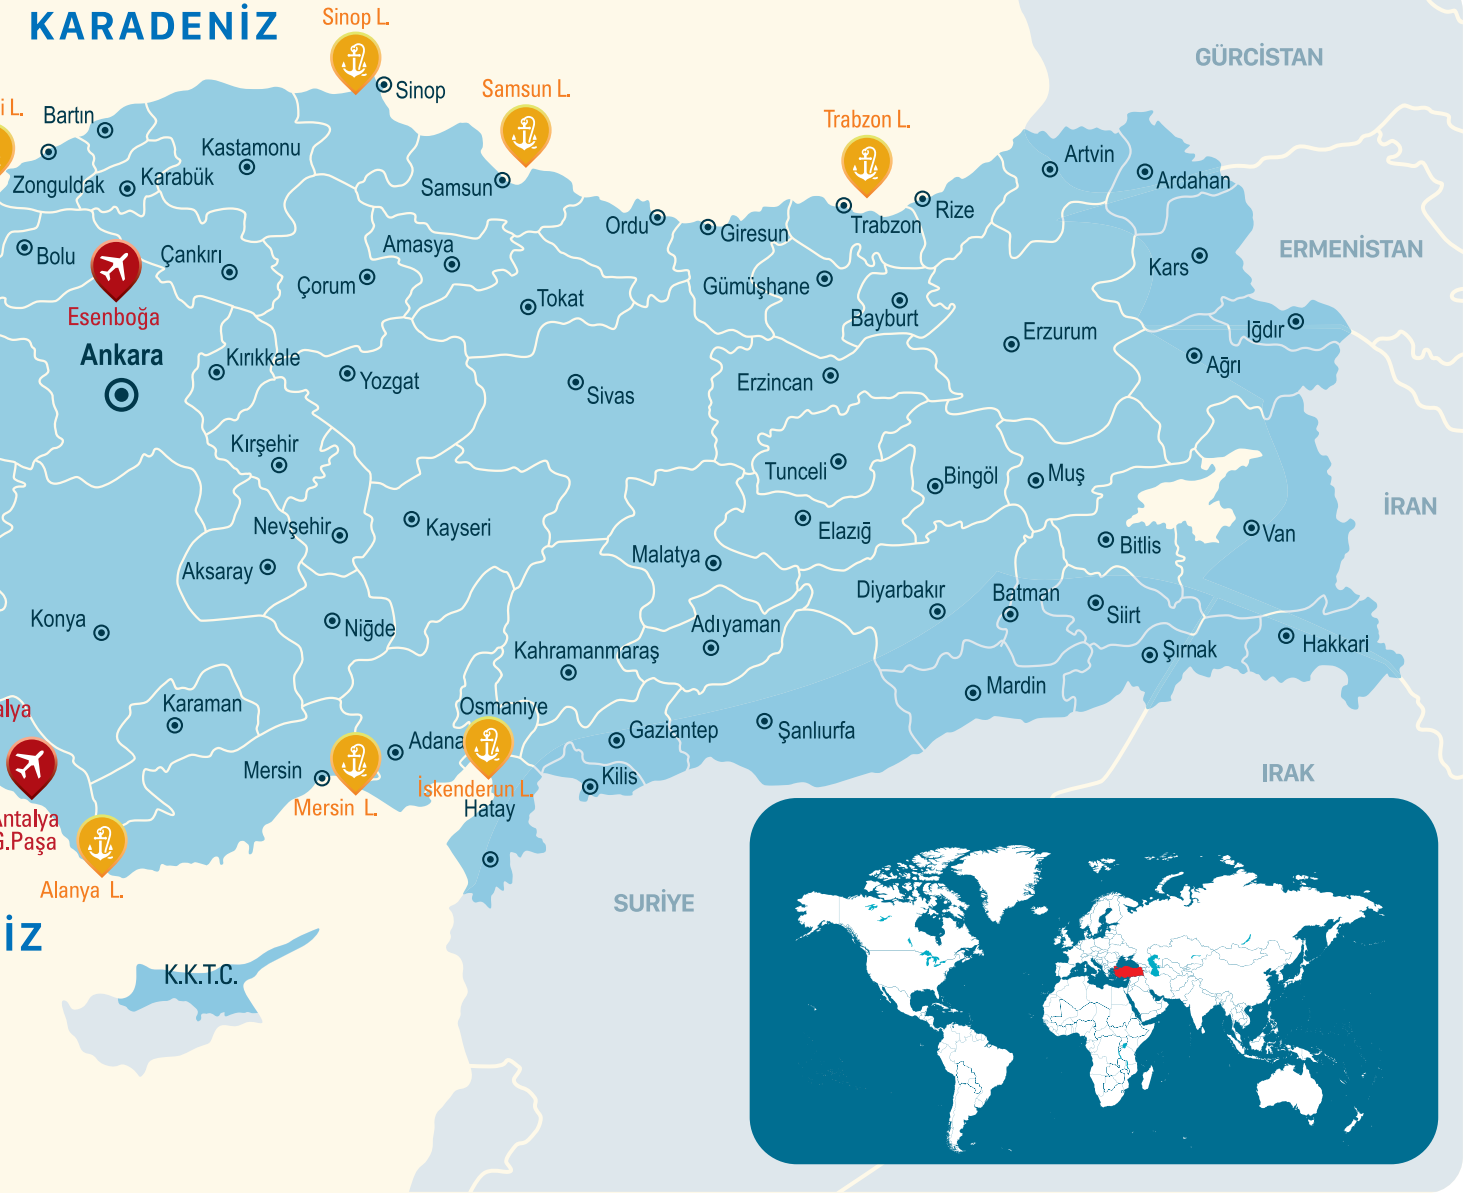 KARADENİZ
Sinop L.
Sinop
Samsun L.
GÜRCİSTAN
i L.
Bartın
Trabzon L.
Kastamonu
Artvin
Zonguldak
Karabük
Samsun
Ardahan
Ordu
Giresun
Trabzon
Rize
Bolu
Çankırı
Amasya
ERMENİSTAN
Kars
Çorum
Tokat
Gümüşhane
Esenboğa
Bayburt
Iğdır
Erzurum
Ankara
Kırıkkale
Yozgat
Sivas
Erzincan
Ağrı
Kırşehir
Tunceli
Bingöl
Muş
İRAN
Nevşehir
Kayseri
Elazığ
Van
Malatya
Bitlis
Aksaray
Diyarbakır
Batman
Siirt
Konya
Niğde
Adıyaman
Kahramanmaraş
Şırnak
Hakkari
Mardin
Karaman
Osmaniye
alya
Adana
Gaziantep
Şanlıurfa
Mersin
Kilis
IRAK
İskenderun L.
Mersin L.
Hatay
Antalya
G.Paşa
Alanya L.
SURİYE
İZ
K.K.T.C.